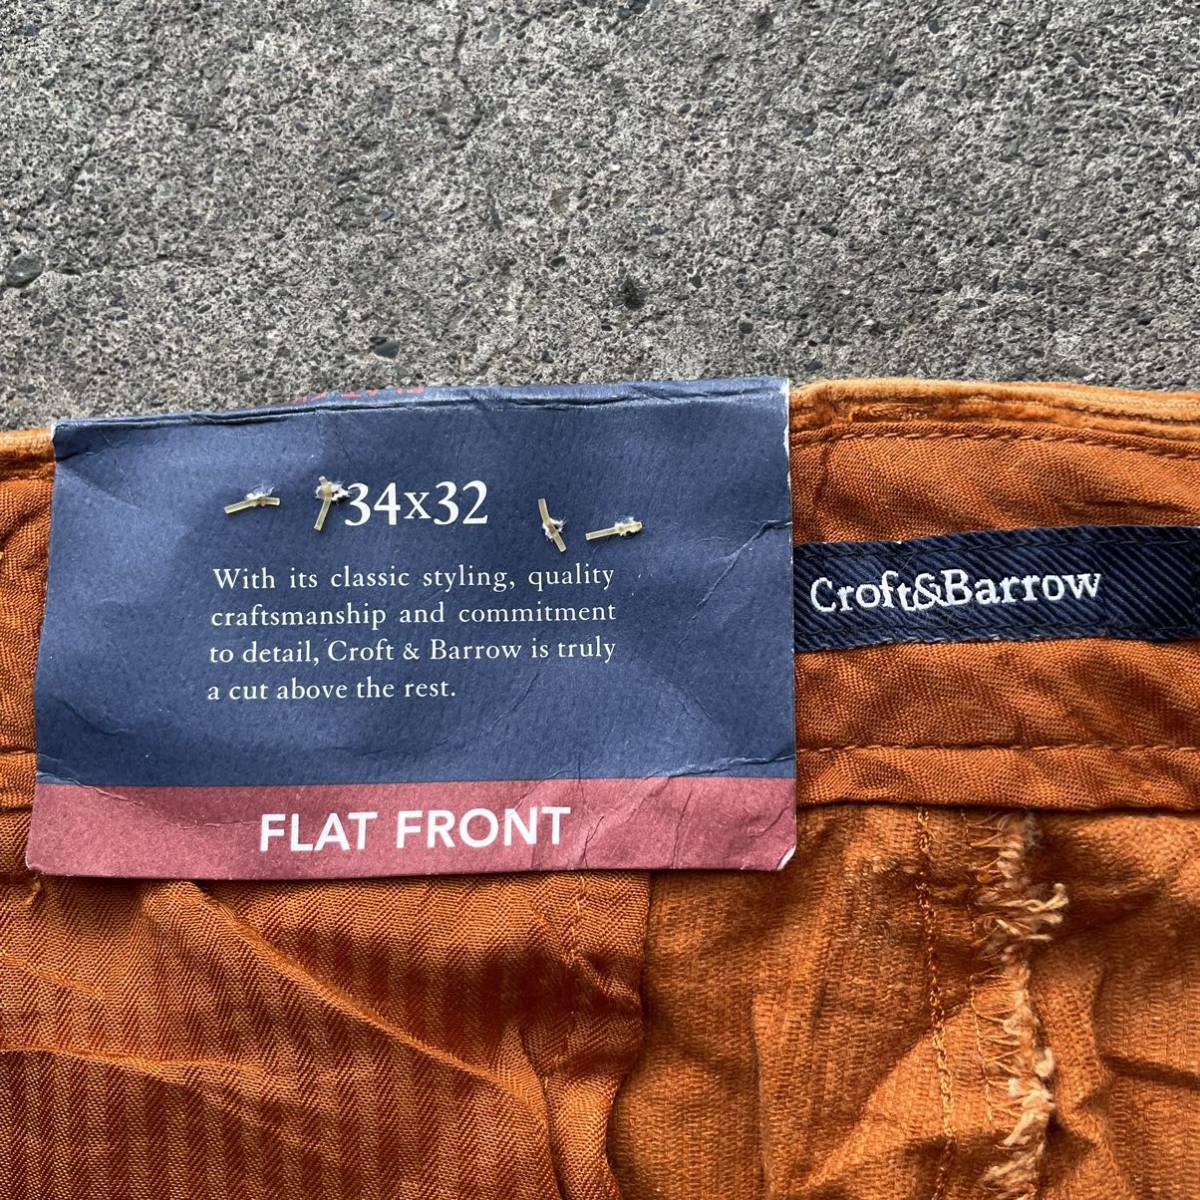 34x32
With its classic styling, quality
craftsmanship and commitment
to detail, Croft & Barrow is truly
a cut above the rest.
FLAT FRONT
Croft&Barrow